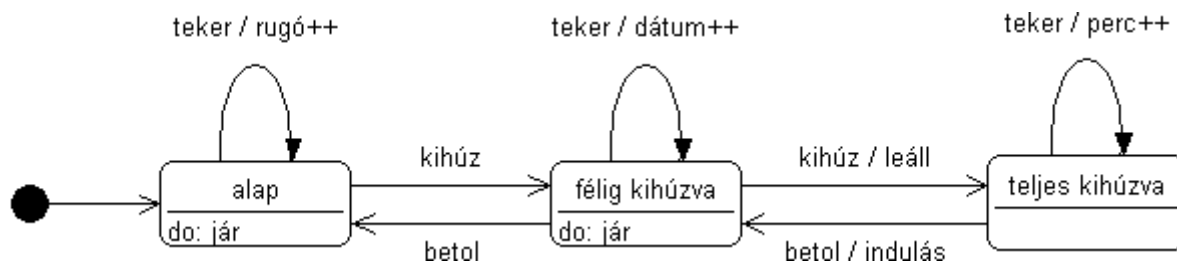 teker / rugó++
teker / dátum++
teker / perc++
kihúz
kihúz / leáll
alap
félig kihúzva
teljes kihúzva
do: jár
do: jár
betol
betol / indulás